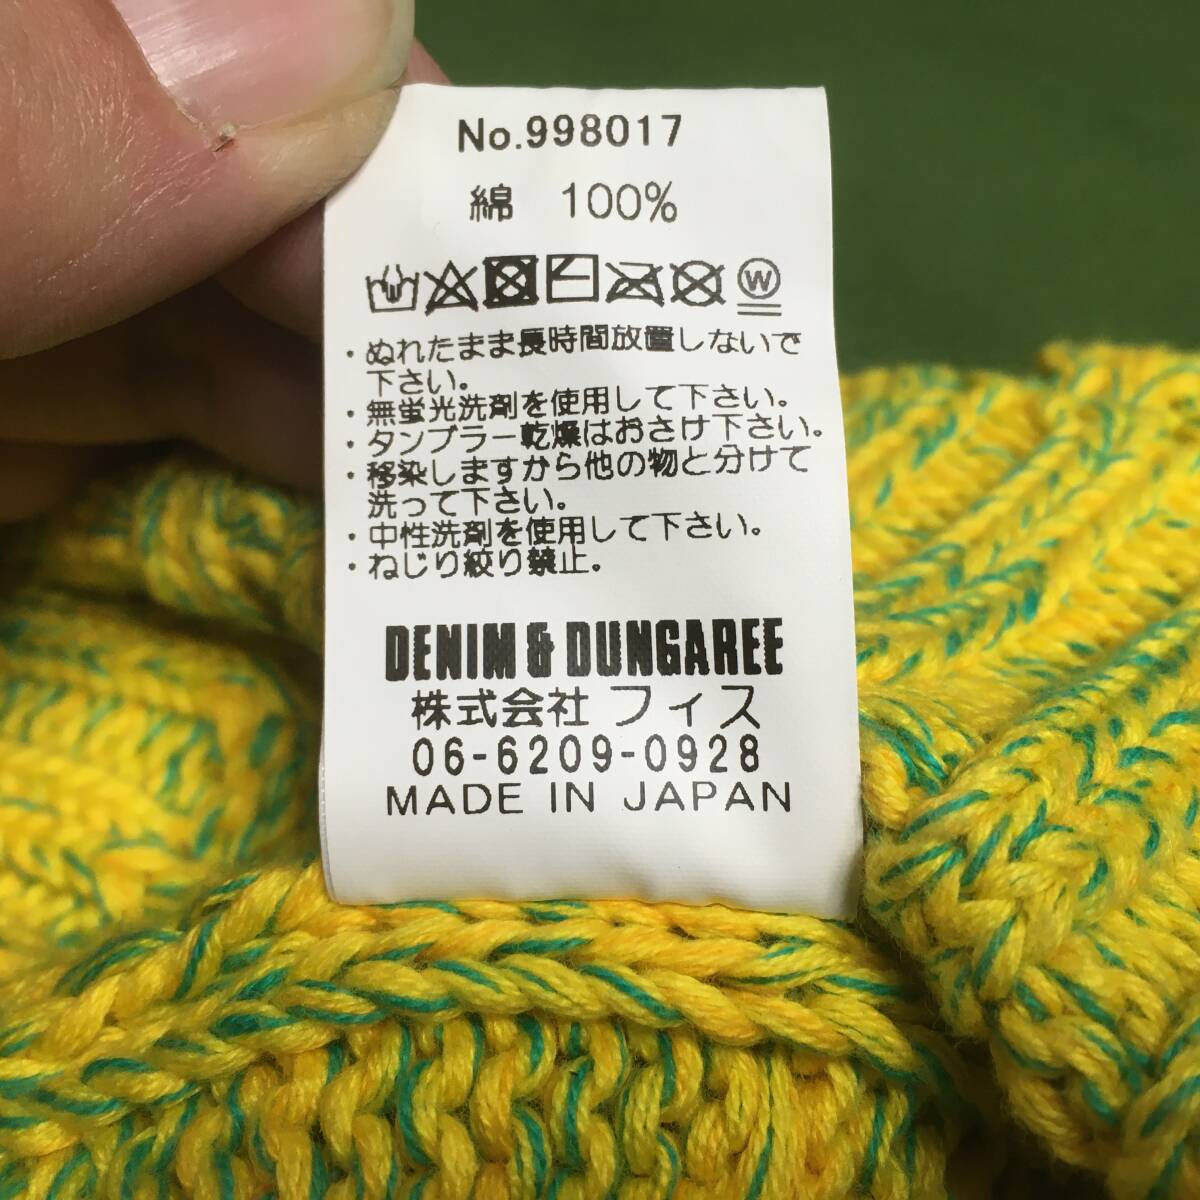 No.998017
綿 100%
W
・ぬれたまま長時間放置しないで
下さい。
・無蛍光洗剤を使用して下さい。
・タンブラー乾燥はおさけ下さい。
・移染しますから他の物と分けて
洗って下さい。
・中性洗剤を使用して下さい。
・ねじり絞り禁止。
DENIM & DUNGAREE
株式会社 フィス
06-6209-0928
MADE IN JAPAN